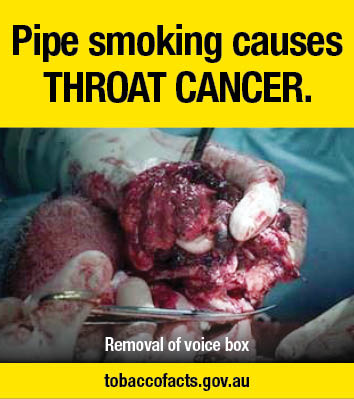 Pipe smoking causes
THROAT CANCER.
Removal of voice box
tobaccofacts.gov.au